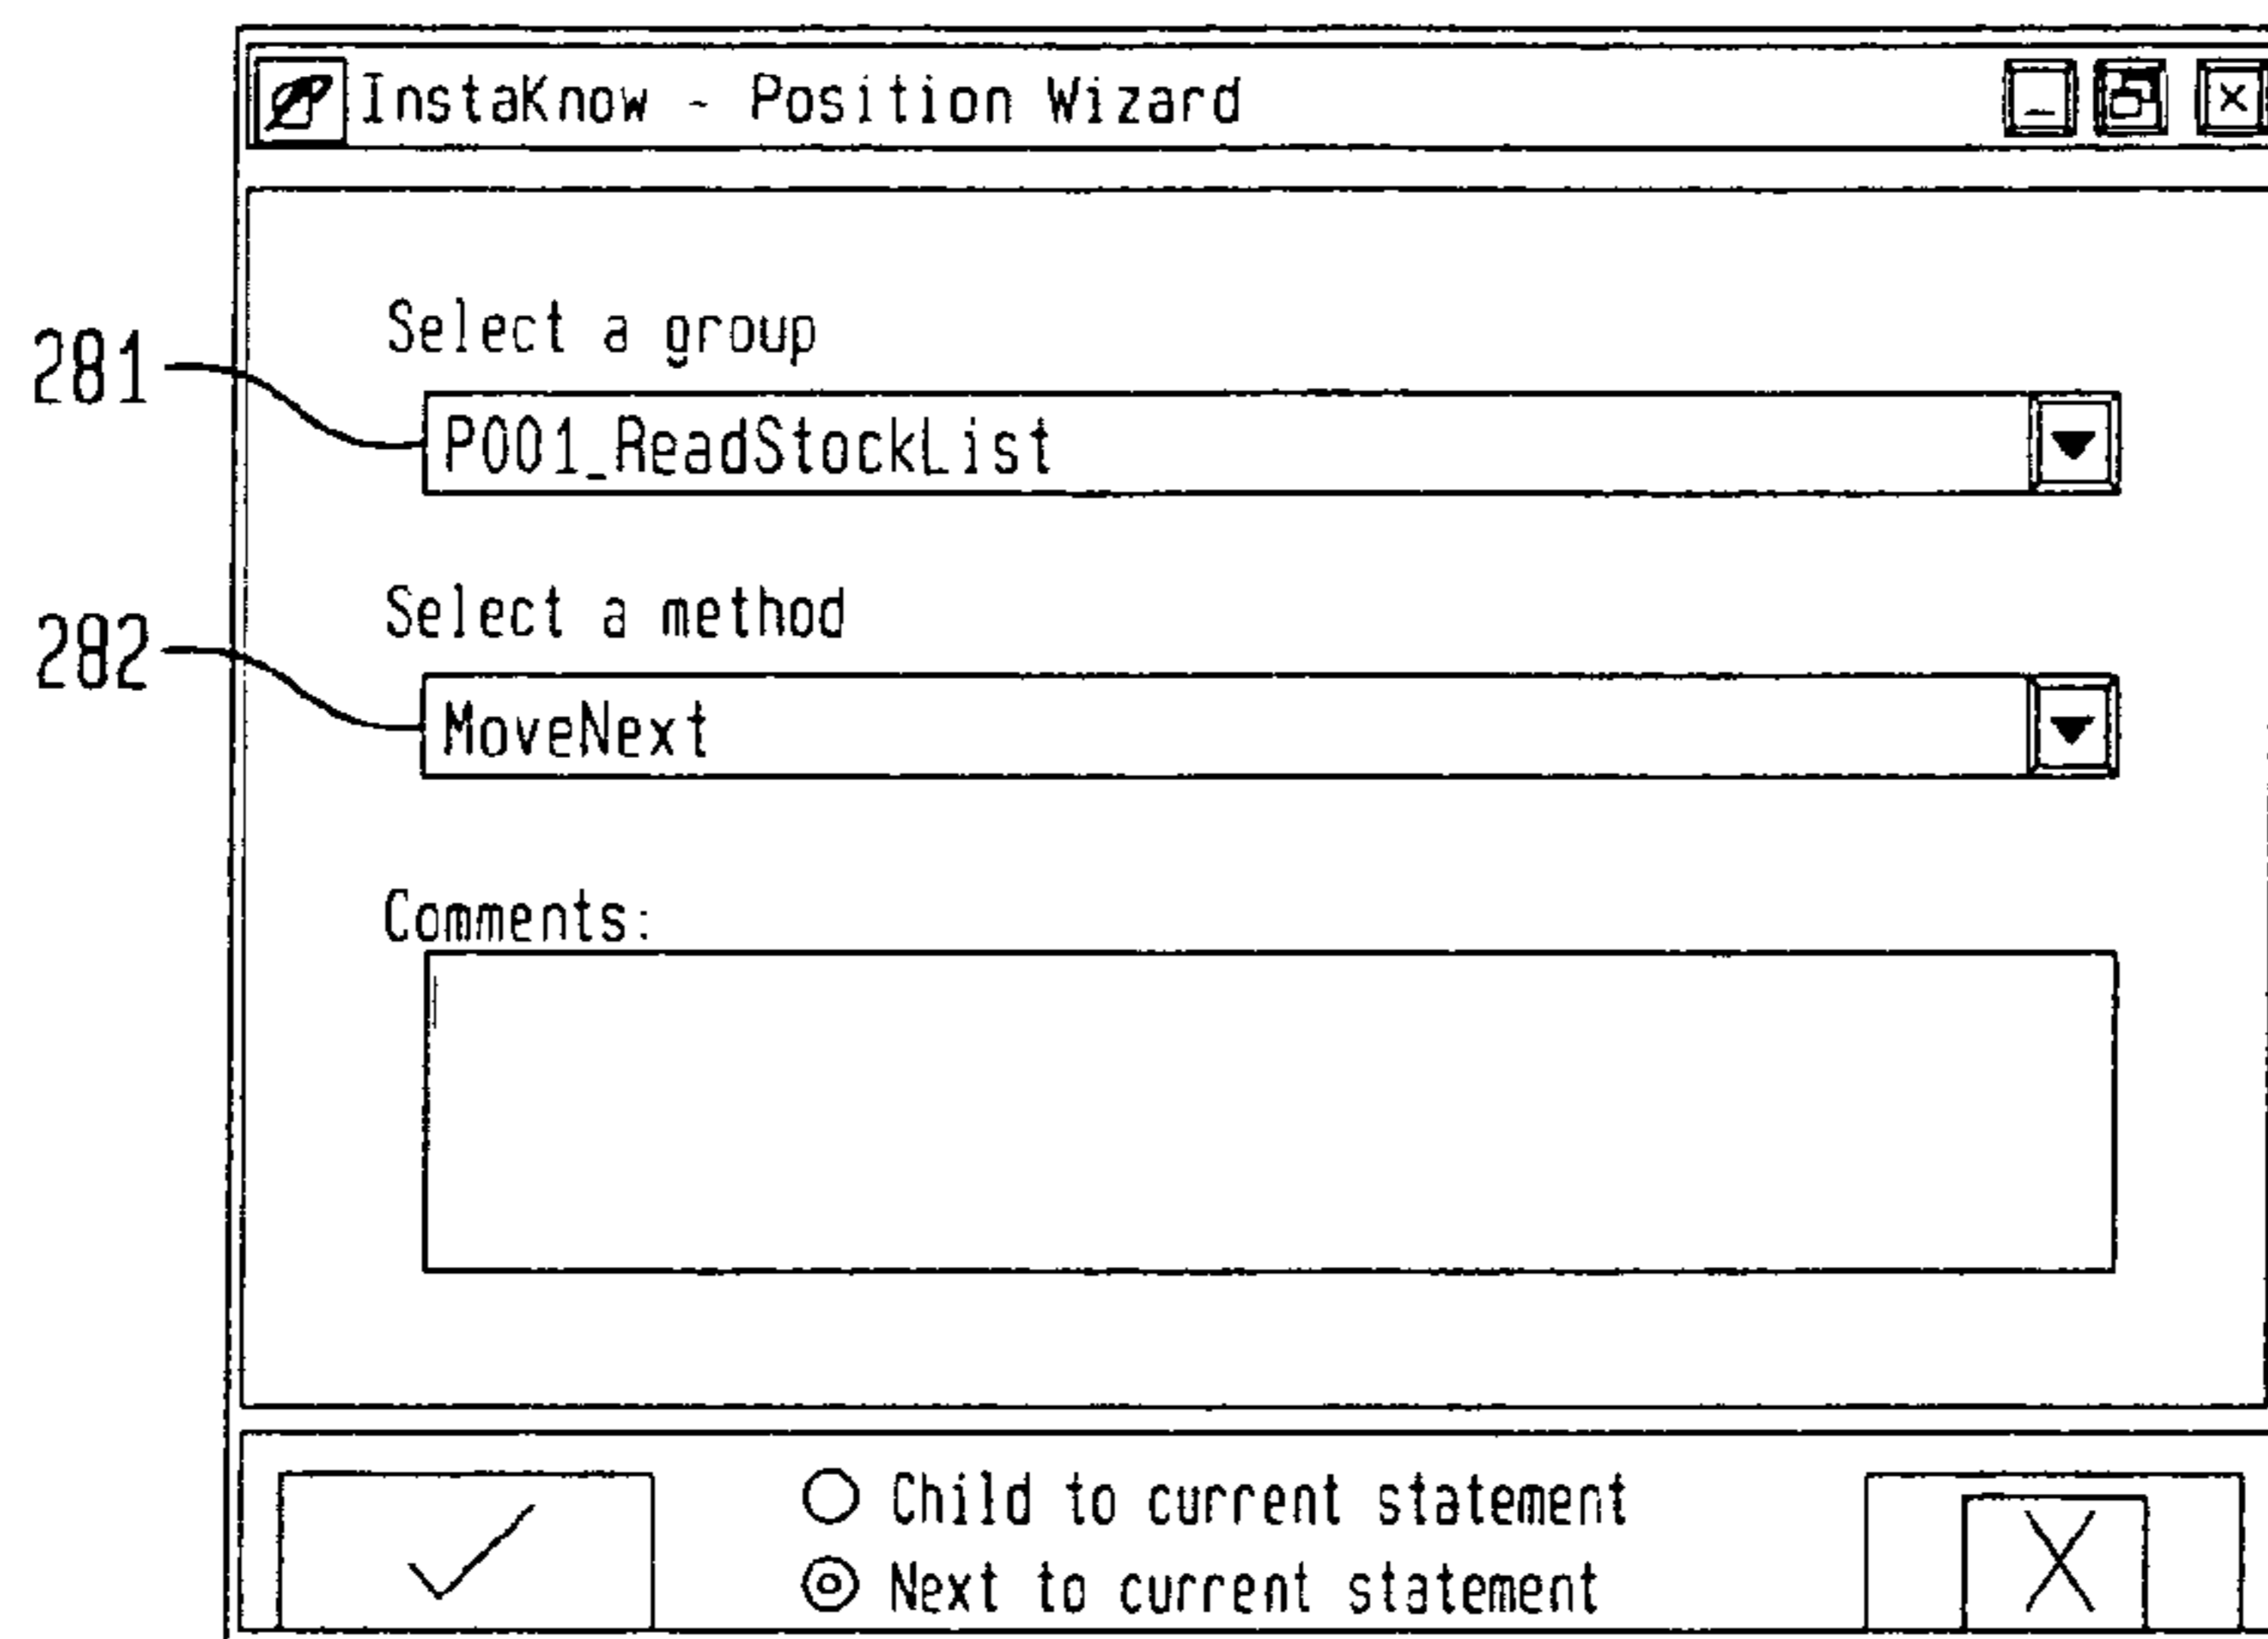 InstaKnow - Position Wizard
Select a group
281
P001_ReadStockList
Select a method
282
MoveNext
Comments:
Child to current statement
Next to current statement